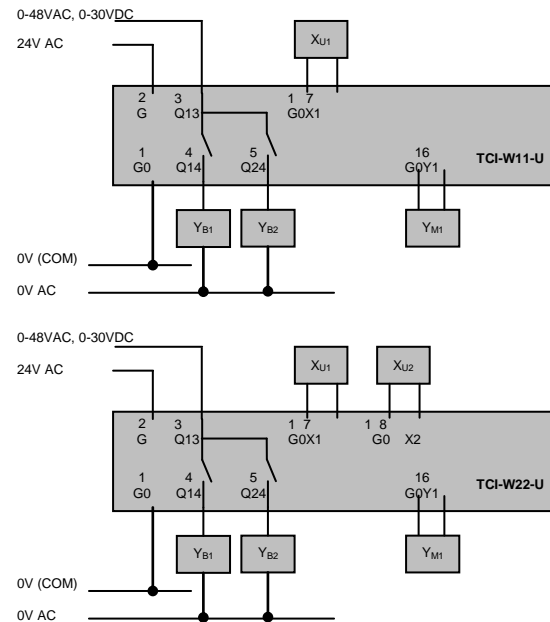 0-48VAC, 0-30VDC
24V AC
XU1
2 3 1 7
G Q13 G0X1
TCI-W11-U
1 4 5 16
G0 Q14 Q24 G0Y1
YB1 YB2 YM1
0V (COM)
0V AC
0-48VAC, 0-30VDC
24V AC
XU1 XU2
2 3 1 7 1 8
G Q13 G0X1 G0 X2
TCI-W22-U
1 4 5 16
G0 Q14 Q24 G0Y1
YB1 YB2 YM1
0V (COM)
0V AC